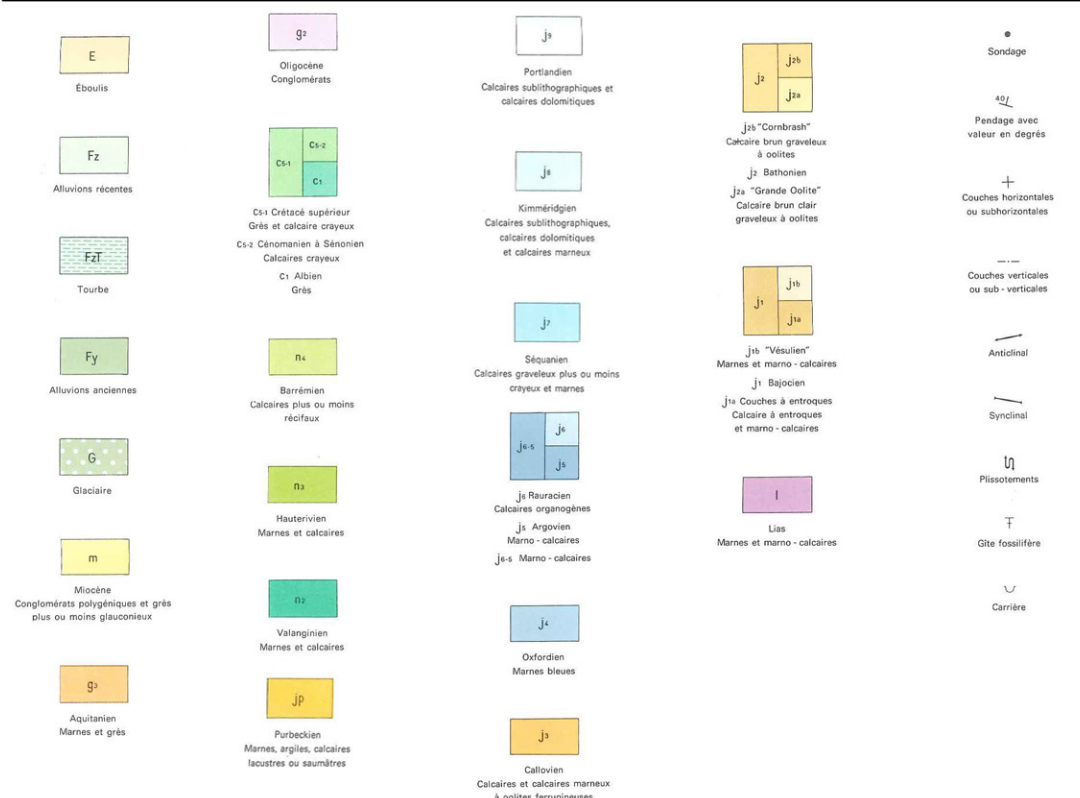 E
Éboulis
Fz
Alluvions récentes
FzT
Tourbe
Fy
Alluvions anciennes
G
Glaciaire
m
Miocène
Conglomérats polygéniques et grès
plus ou moins glauconieux
g3
Aquitanien
Marnes et grès
g2
Oligocène
Conglomérats
C5-1
C5-2
C1
C5-1 Crétacé supérieur
Grès et calcaire crayeux
C5-2 Cénomanien à Sénonien
Calcaires crayeux
C1 Albien
Grès
n4
Barrémien
Calcaires plus ou moins
récifaux
n3
Hauterivien
Marnes et calcaires
n2
Valanginien
Marnes et calcaires
jp
Purbeckien
Marnes, argiles, calcaires
lacustres ou saumâtres
j9
Portlandien
Calcaires sublithographiques et
calcaires dolomitiques
j8
Kimméridgien
Calcaires sublithographiques,
calcaires dolomitiques
et calcaires marneux
j7
Séquanien
Calcaires graveleux plus ou moins
crayeux et marnes
j6-5
j6
j5
j6 Rauracien
Calcaires organogènes
j5 Argovien
Marno - calcaires
j6-5 Marno - calcaires
j4
Oxfordien
Marnes bleues
j3
Callovien
Calcaires et calcaires marneux
à oolites ferrugineuses
j2
j2b
j2a
j2b "Cornbrash"
Calcaire brun graveleux
à oolites
j2 Bathonien
j2a "Grande Oolite"
Calcaire brun clair
graveleux à oolites
j1
j1b
j1a
j1b "Vésulien"
Marnes et marno - calcaires
j1 Bajocien
j1a Couches à entroques
Calcaire à entroques
et marno - calcaires
l
Lias
Marnes et marno - calcaires
Sondage
40
Pendage avec
valeur en degrés
Couches horizontales
ou subhorizontales
Couches verticales
ou sub - verticales
Anticlinal
Synclinal
Plissotements
Gîte fossilifère
Carrière